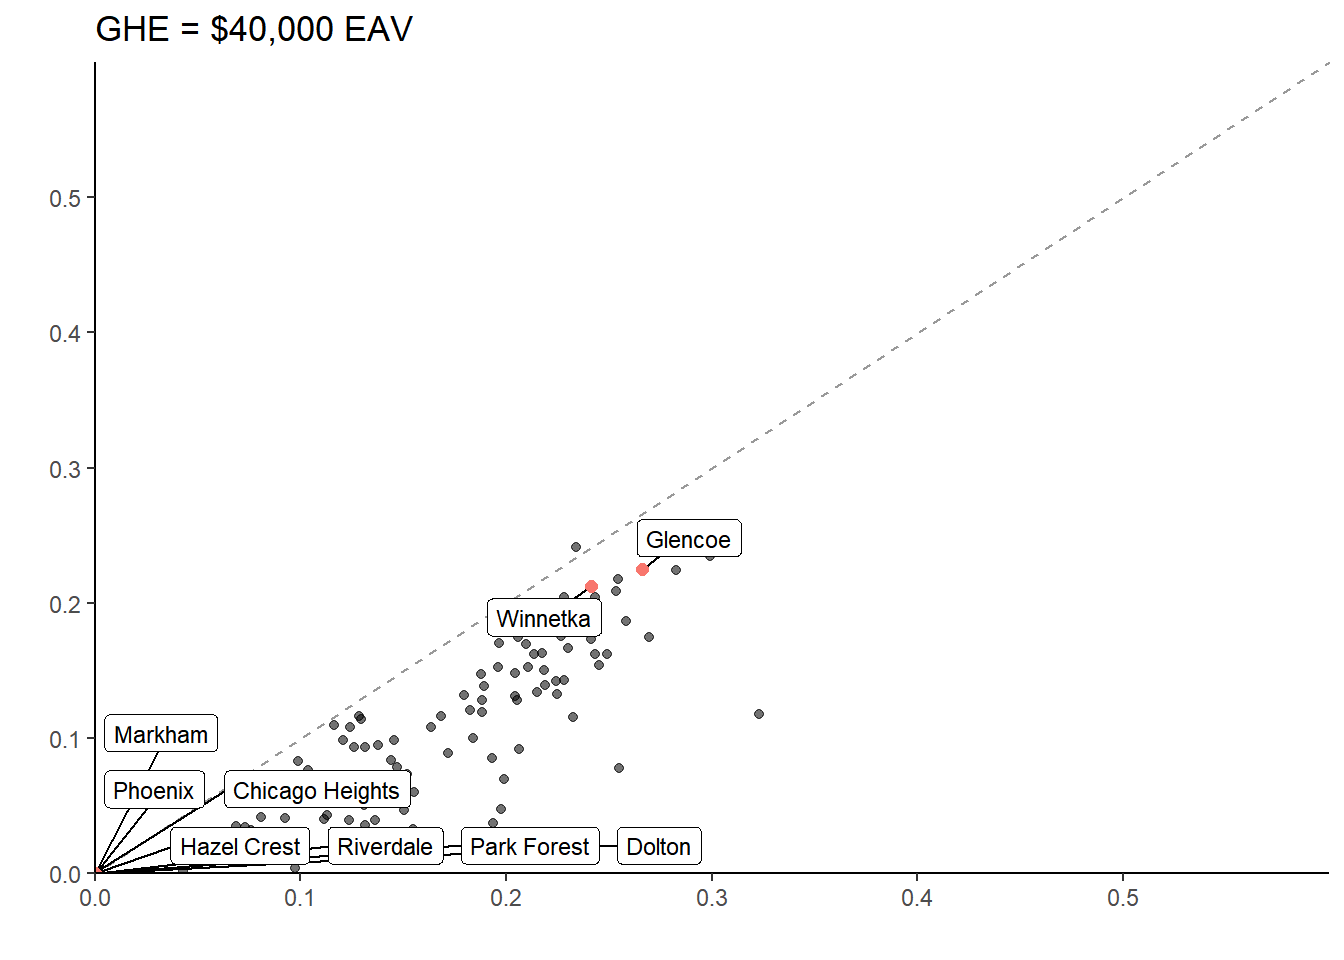 GHE = $40,000 EAV
0.5
0.4
0.3
0.2
0.1
0.0
Glencoe
Winnetka
Markham
Phoenix
Chicago Heights
Hazel Crest
Riverdale
Park Forest
Dolton
0.0
0.1
0.2
0.3
0.4
0.5